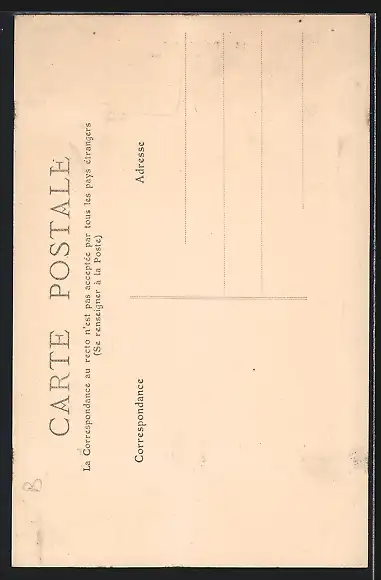 CARTE POSTALE
La Correspondance au recto n'est pas acceptée par tous les pays étrangers
(Se renseigner à la Poste)
Correspondance
Adresse
B